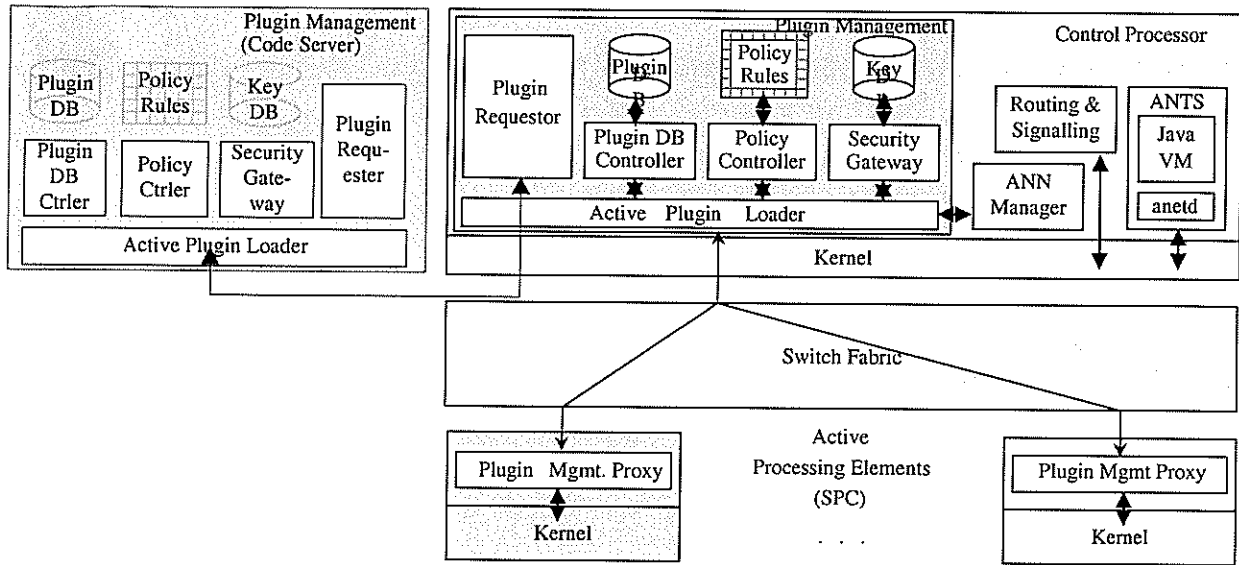 Plugin Management
(Code Server)
Plugin
DB
Policy
Rules
Key
DB
Plugin
Requ-
ester
Plugin
DB
Ctrler
Policy
Ctrler
Security
Gate-
way
Active Plugin Loader
Plugin Management
Control Processor
Plugin
Requestor
Plugin
DB
Policy
Rules
Key
Plugin DB
Controller
Policy
Controller
Security
Gateway
Active Plugin Loader
Routing &
Signalling
ANN
Manager
ANTS
Java
VM
anetd
Kernel
Switch Fabric
Active
Processing Elements
(SPC)
. . .
Plugin Mgmt. Proxy
Kernel
Plugin Mgmt Proxy
Kernel